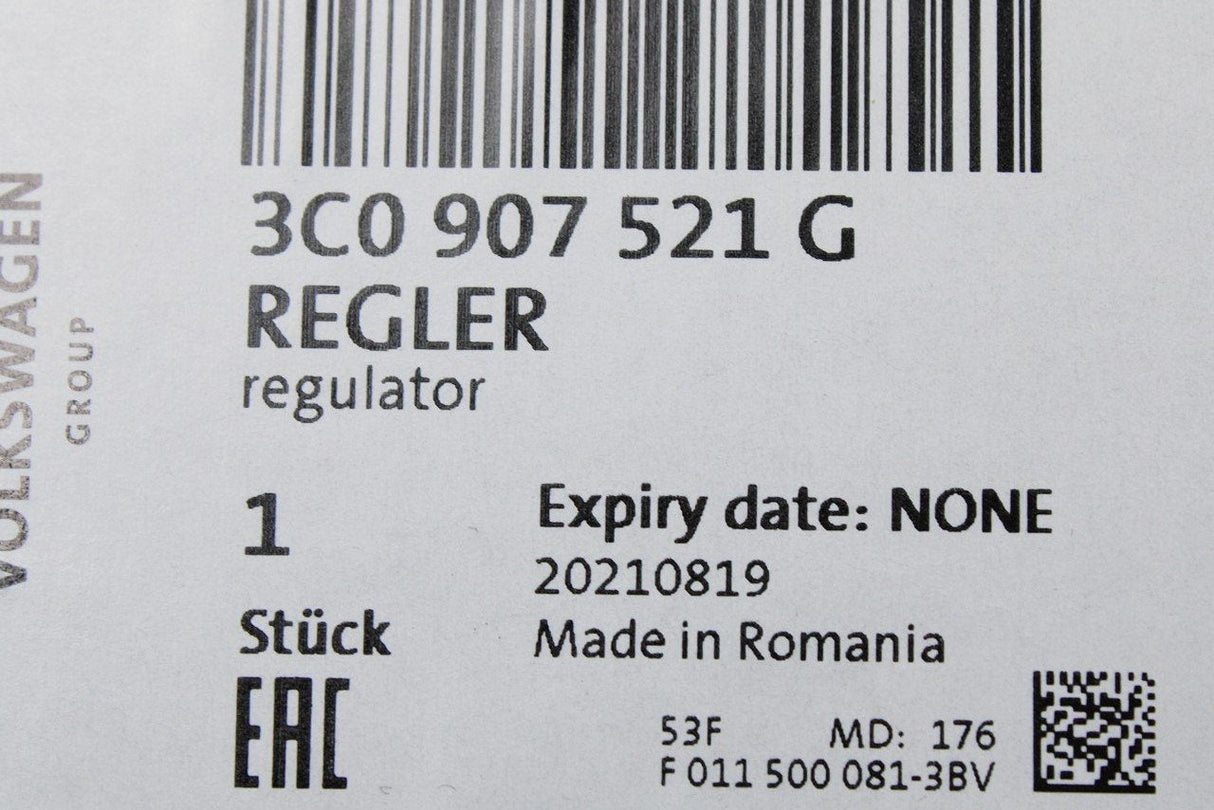 VOLKSWAGEN
GROUP
3C0 907 521 G
REGLER
regulator
1
Stück
EAC
Expiry date: NONE
20210819
Made in Romania
53F MD: 176
F 011 500 081-3BV